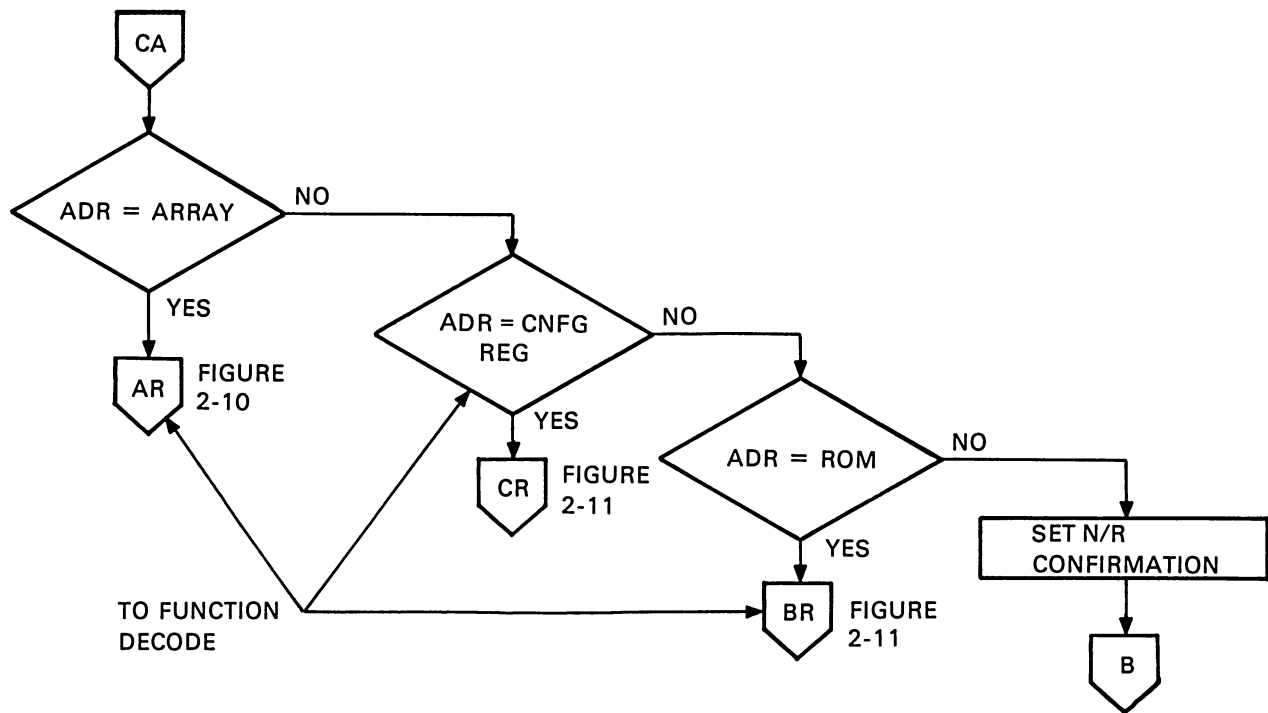 CA
ADR = ARRAY
NO
YES
AR
FIGURE
2-10
ADR = CNFG
REG
NO
YES
CR
FIGURE
2-11
ADR = ROM
NO
YES
BR
FIGURE
2-11
SET N/R
CONFIRMATION
B
TO FUNCTION
DECODE